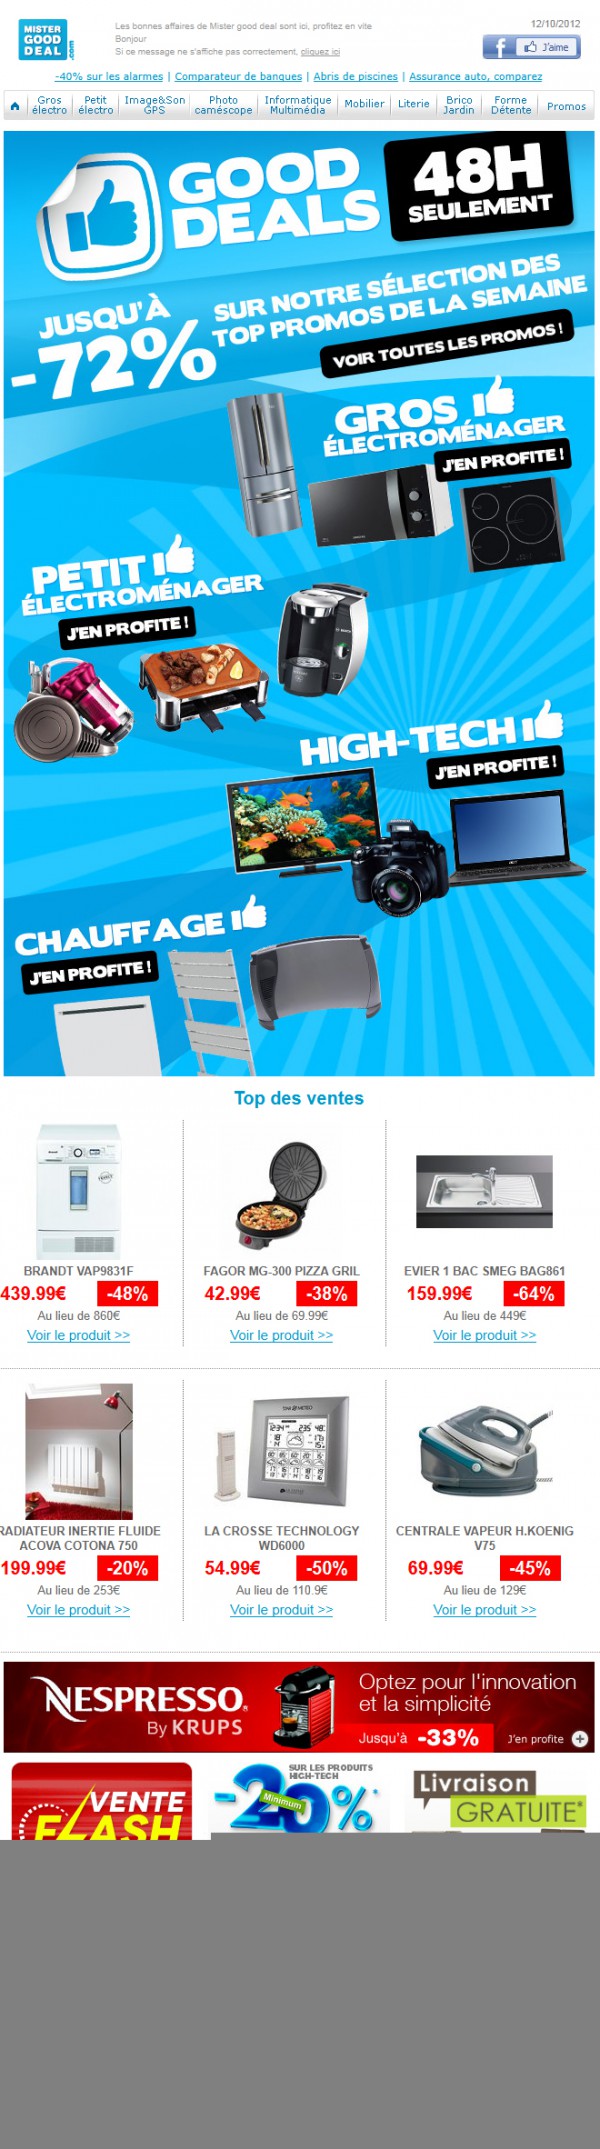 MISTER
GOOD
DEAL.com
Les bonnes affaires de Mister good deal sont ici, profitez en vite
Bonjour
Si ce message ne s'affiche pas correctement, cliquez ici
12/10/2012
f J'aime
-40% sur les alarmes | Comparateur de banques | Abris de piscines | Assurance auto, comparez
Gros électro
Petit électro
Image&Son GPS
Photo caméscope
Informatique Multimédia
Mobilier
Literie
Brico Jardin
Forme Détente
Promos
GOOD
DEALS
48H
SEULEMENT
JUSQU'À
-72%
SUR NOTRE SÉLECTION DES
TOP PROMOS DE LA SEMAINE
VOIR TOUTES LES PROMOS !
GROS
ÉLECTROMÉNAGER
J'EN PROFITE !
PETIT
ÉLECTROMÉNAGER
J'EN PROFITE !
HIGH-TECH
J'EN PROFITE !
CHAUFFAGE
J'EN PROFITE !
Top des ventes
BRANDT VAP9831F
439.99€ -48%
Au lieu de 860€
Voir le produit >>
FAGOR MG-300 PIZZA GRIL
42.99€ -38%
Au lieu de 69.99€
Voir le produit >>
EVIER 1 BAC SMEG BAG861
159.99€ -64%
Au lieu de 449€
Voir le produit >>
RADIATEUR INERTIE FLUIDE
ACOVA COTONA 750
199.99€ -20%
Au lieu de 253€
Voir le produit >>
LA CROSSE TECHNOLOGY
WD6000
54.99€ -50%
Au lieu de 110.9€
Voir le produit >>
CENTRALE VAPEUR H.KOENIG
V75
69.99€ -45%
Au lieu de 129€
Voir le produit >>
NESPRESSO.
By KRUPS
Optez pour l'innovation
et la simplicité
Jusqu'à -33% J'en profite
VENTE
FLASH
SUR LES PRODUITS
HIGH-TECH
-20%*
Minimum
Livraison
GRATUITE*